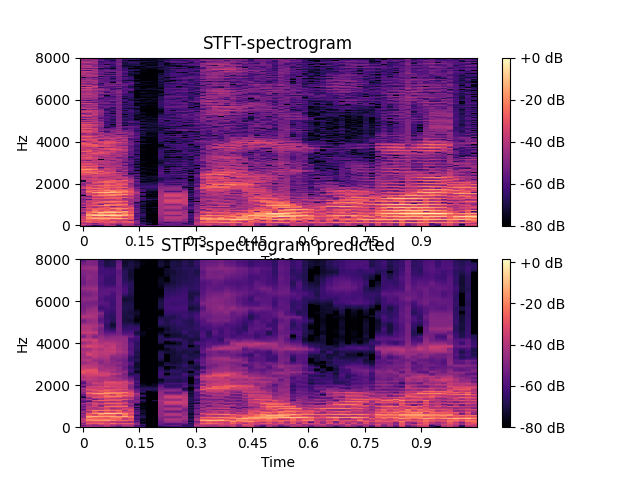 STFT-spectrogram
8000
6000
4000
2000
0
Hz
0 0.15 0.3 0.45 0.6 0.75 0.9
Time
+0 dB
-20 dB
-40 dB
-60 dB
-80 dB
STFT-spectrogram predicted
8000
6000
4000
2000
0
Hz
0 0.15 0.3 0.45 0.6 0.75 0.9
Time
+0 dB
-20 dB
-40 dB
-60 dB
-80 dB